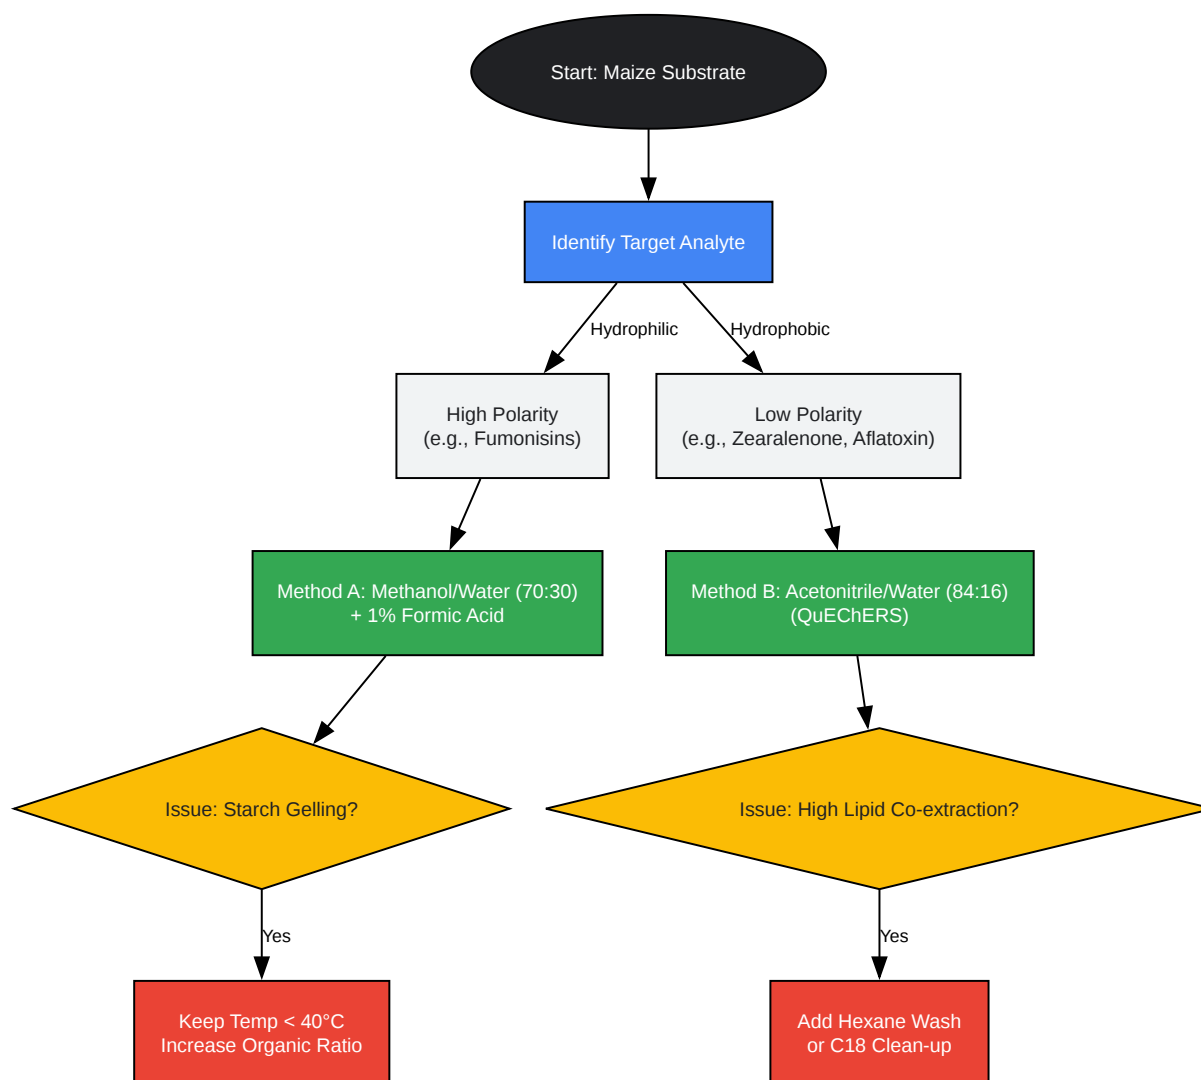 Start: Maize Substrate
Identify Target Analyte
Hydrophilic
Hydrophobic
High Polarity
(e.g., Fumonisins)
Low Polarity
(e.g., Zearalenone, Aflatoxin)
Method A: Methanol/Water (70:30)
+ 1% Formic Acid
Method B: Acetonitrile/Water (84:16)
(QuEChERS)
Issue: Starch Gelling?
Issue: High Lipid Co-extraction?
Yes
Yes
Keep Temp < 40°C
Increase Organic Ratio
Add Hexane Wash
or C18 Clean-up